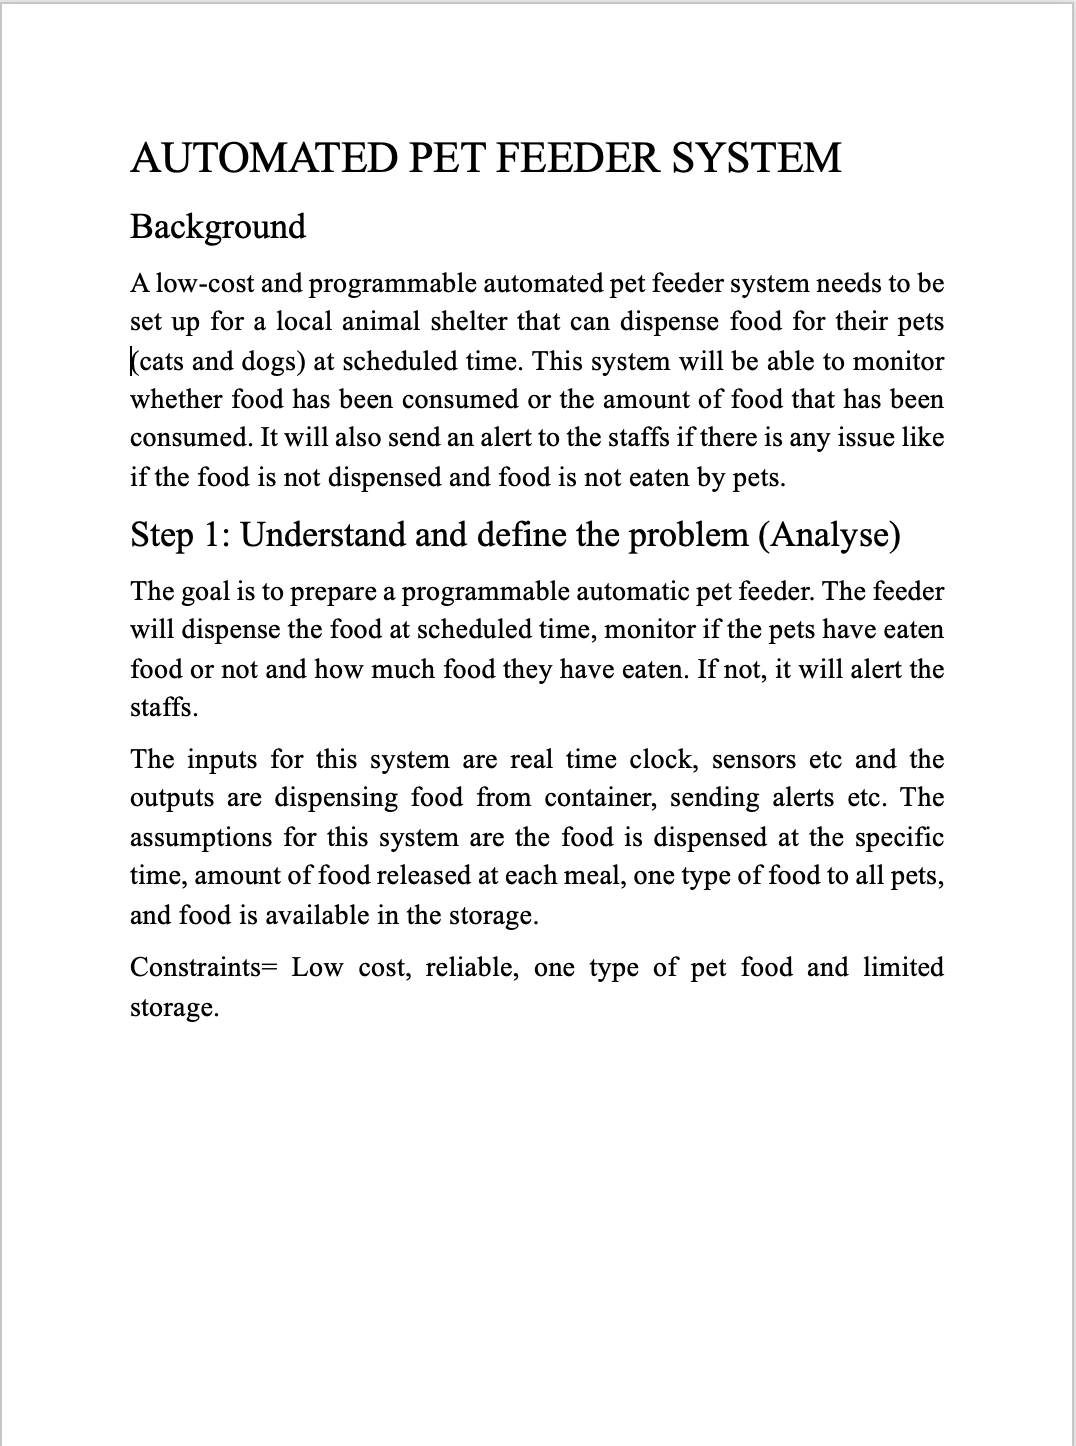 AUTOMATED PET FEEDER SYSTEM
Background
A low-cost and programmable automated pet feeder system needs to be
set up for a local animal shelter that can dispense food for their pets
(cats and dogs) at scheduled time. This system will be able to monitor
whether food has been consumed or the amount of food that has been
consumed. It will also send an alert to the staffs if there is any issue like
if the food is not dispensed and food is not eaten by pets.
Step 1: Understand and define the problem (Analyse)
The goal is to prepare a programmable automatic pet feeder. The feeder
will dispense the food at scheduled time, monitor if the pets have eaten
food or not and how much food they have eaten. If not, it will alert the
staffs.
The inputs for this system are real time clock, sensors etc and the
outputs are dispensing food from container, sending alerts etc. The
assumptions for this system are the food is dispensed at the specific
time, amount of food released at each meal, one type of food to all pets,
and food is available in the storage.
Constraints= Low cost, reliable, one type of pet food and limited
storage.